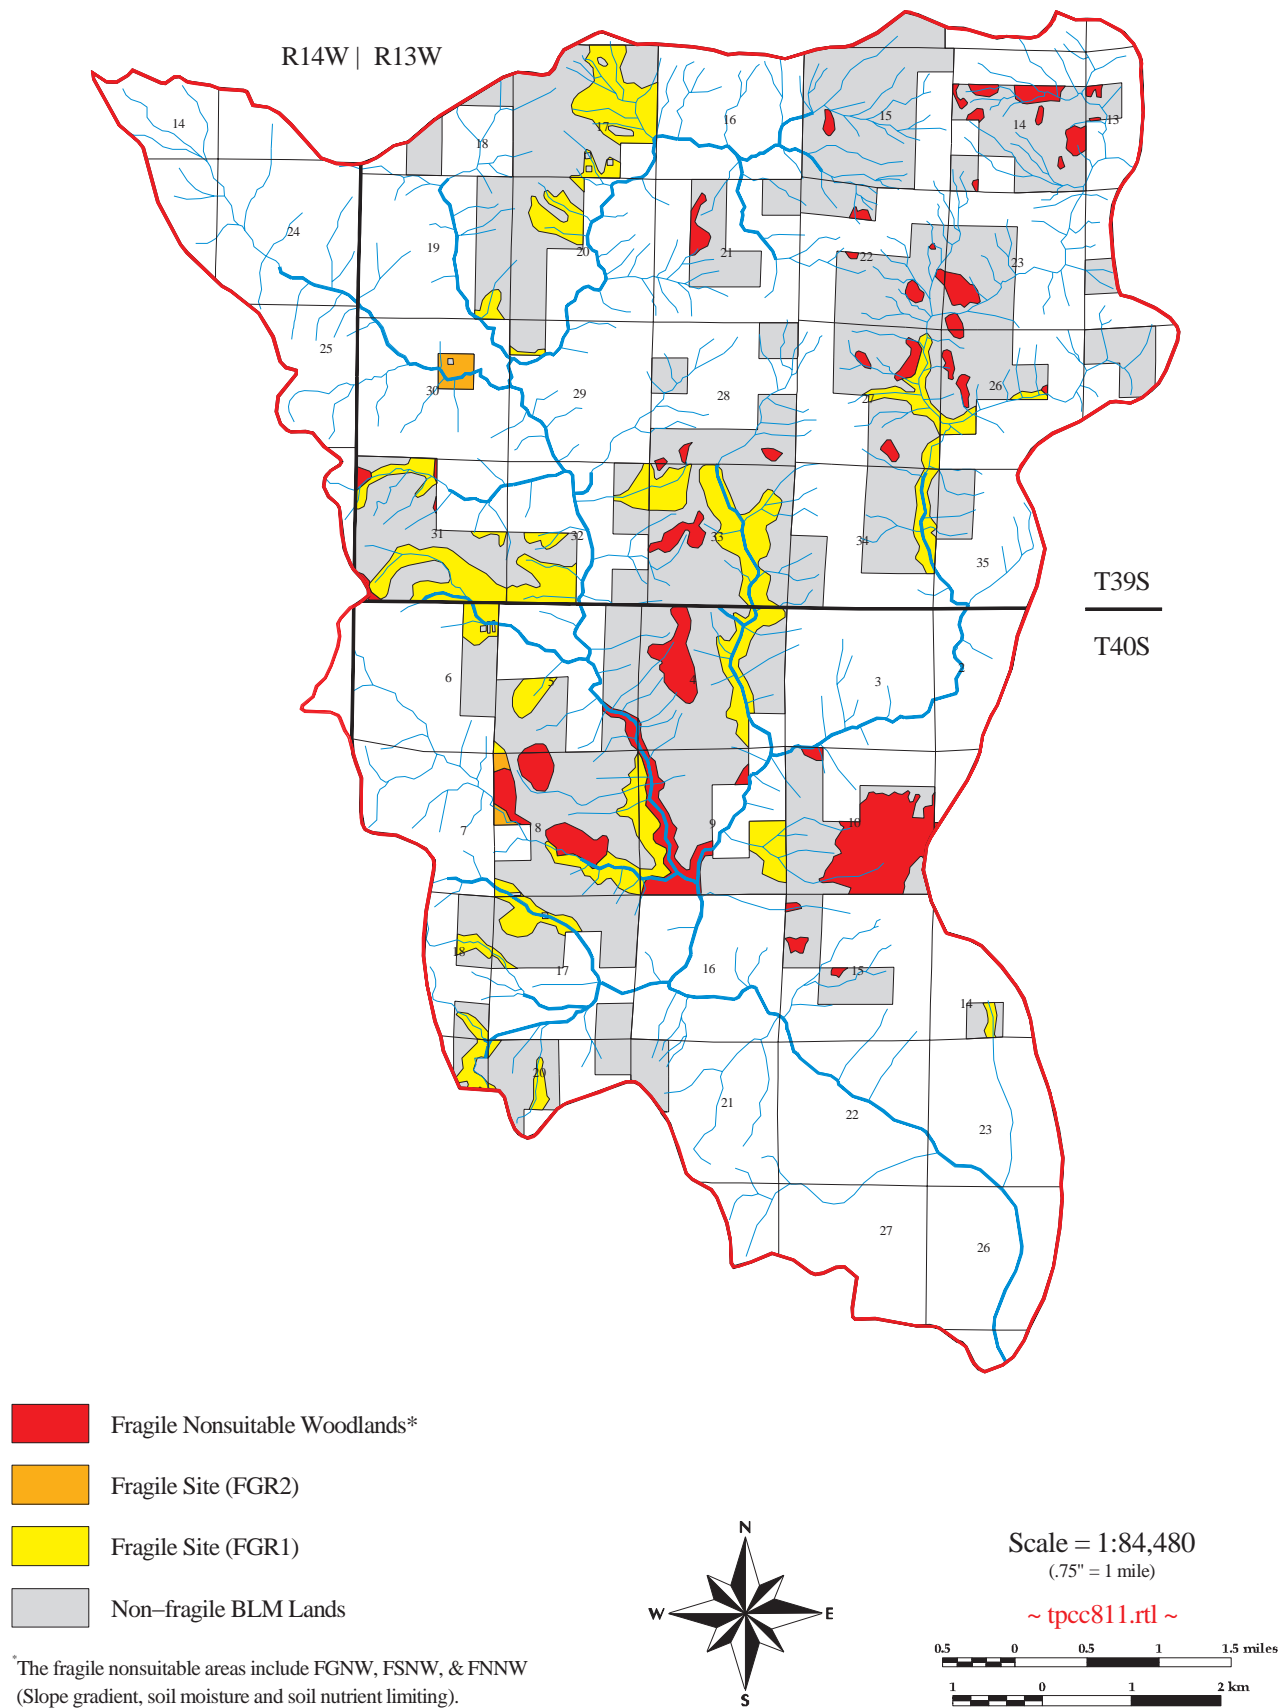 R14W | R13W
14
18
17
16
15
14
13
24
19
20
21
22
23
25
30
29
28
27
26
31
32
33
34
35
T39S
T40S
6
5
4
3
2
7
8
9
10
18
17
16
15
14
20
21
22
23
27
26
Fragile Nonsuitable Woodlands*
Fragile Site (FGR2)
Fragile Site (FGR1)
Non–fragile BLM Lands
*The fragile nonsuitable areas include FGNW, FSNW, & FNNW
(Slope gradient, soil moisture and soil nutrient limiting).
N
W E
S
Scale = 1:84,480
(.75" = 1 mile)
~ tpcc811.rtl ~
0.5 0 0.5 1 1.5 miles
1 0 1 2 km